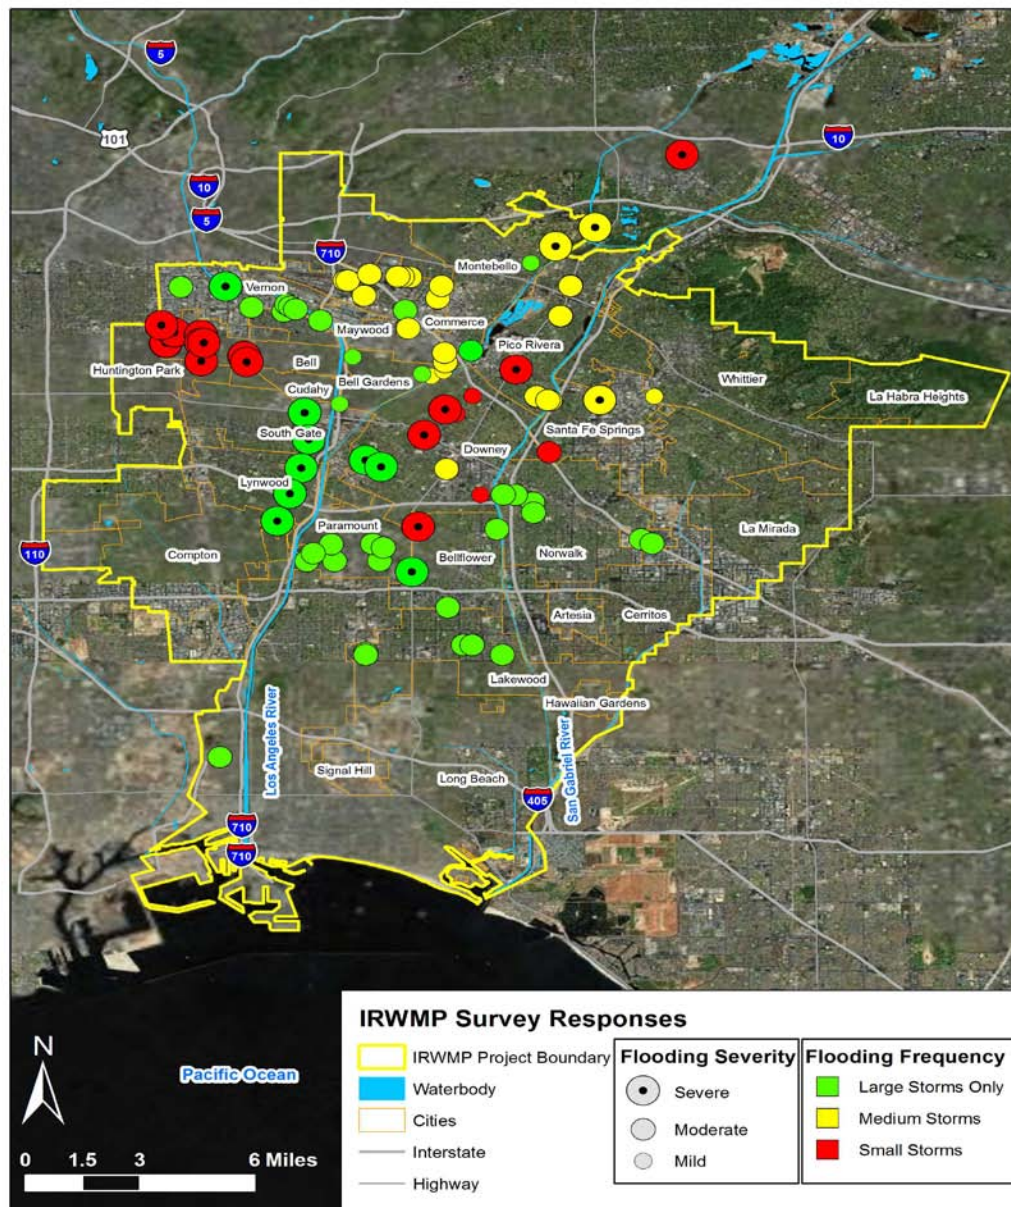 5
101
10
10
5
710
Montebello
Vernon
Maywood
Commerce
Pico Rivera
Huntington Park
Bell
Whittier
Cudahy
Bell Gardens
La Habra Heights
South Gate
Santa Fe Springs
Downey
Lynwood
Paramount
La Mirada
110
Compton
Bellflower
Norwalk
Artesia
Cerritos
Lakewood
Hawaiian Gardens
Los Angeles River
San Gabriel River
Signal Hill
Long Beach
405
710
710
Pacific Ocean
N
0 1.5 3 6 Miles
IRWMP Survey Responses
IRWMP Project Boundary
Waterbody
Cities
Interstate
Highway
Flooding Severity
Severe
Moderate
Mild
Flooding Frequency
Large Storms Only
Medium Storms
Small Storms